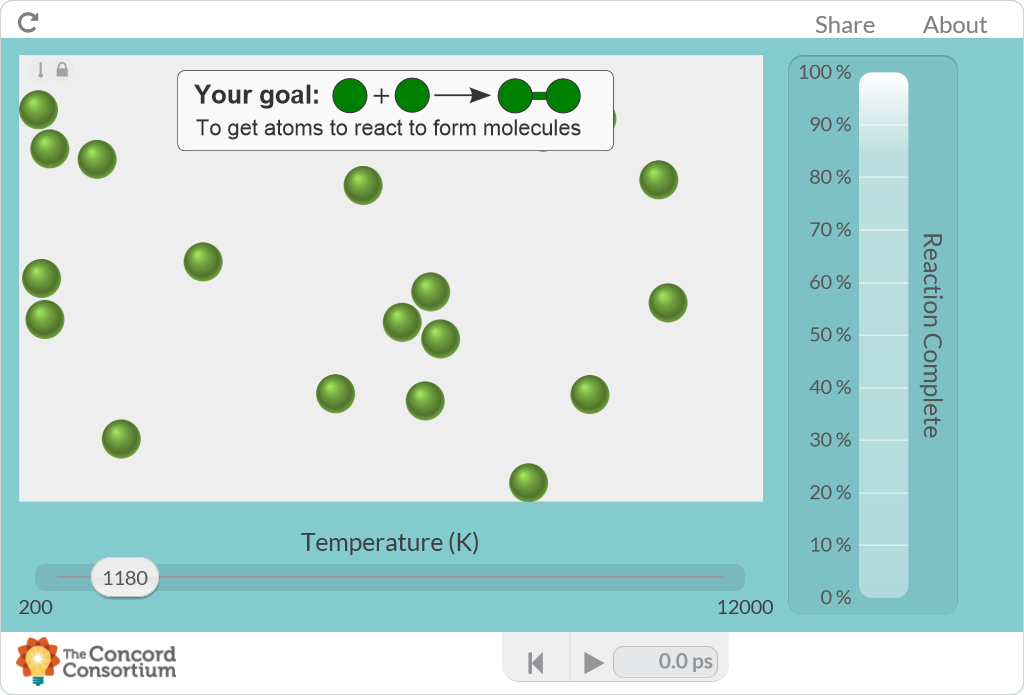 Share About
Your goal: + 
To get atoms to react to form molecules
100 %
90 %
80 %
70 %
60 %
50 %
40 %
30 %
20 %
10 %
0 %
Reaction Complete
Temperature (K)
1180
200
12000
The Concord
Consortium
0.0 ps